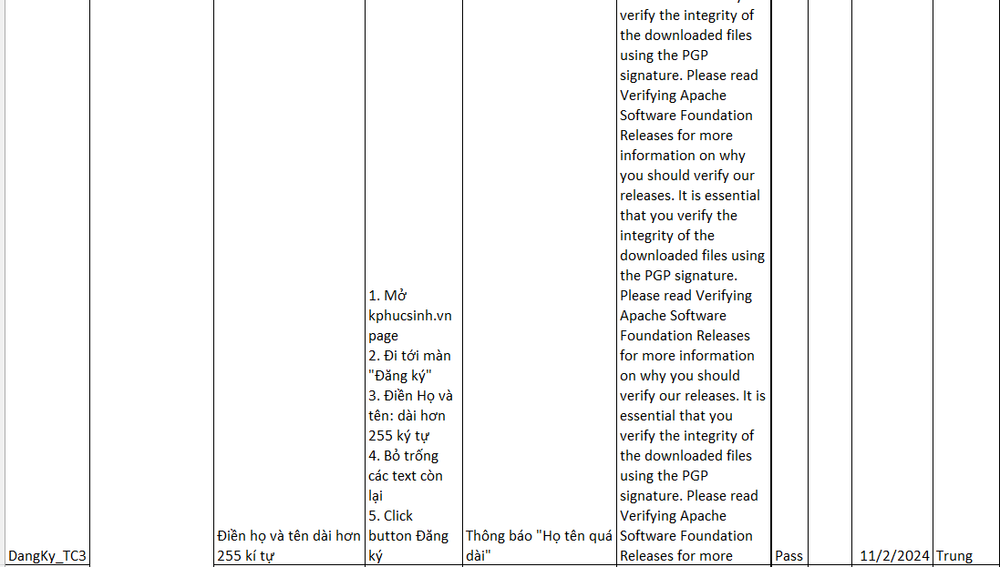 verify the integrity of
the downloaded files
using the PGP
signature. Please read
Verifying Apache
Software Foundation
Releases for more
information on why
you should verify our
releases. It is essential
that you verify the
integrity of the
downloaded files using
the PGP signature.
Please read Verifying
Apache Software
Foundation Releases
for more information
on why you should
verify our releases. It is
essential that you
verify the integrity of
the downloaded files
using the PGP
signature. Please read
Verifying Apache
Software Foundation
Releases for more
1. Mở
kphucsinh.vn
page
2. Đi tới màn
"Đăng ký"
3. Điền Họ và
tên: dài hơn
255 ký tự
4. Bỏ trống
các text còn
lại
5. Click
button Đăng
ký
Điền họ và tên dài hơn
255 kí tự
Thông báo "Họ tên quá
dài"
DangKy_TC3
Pass
11/2/2024
Trung